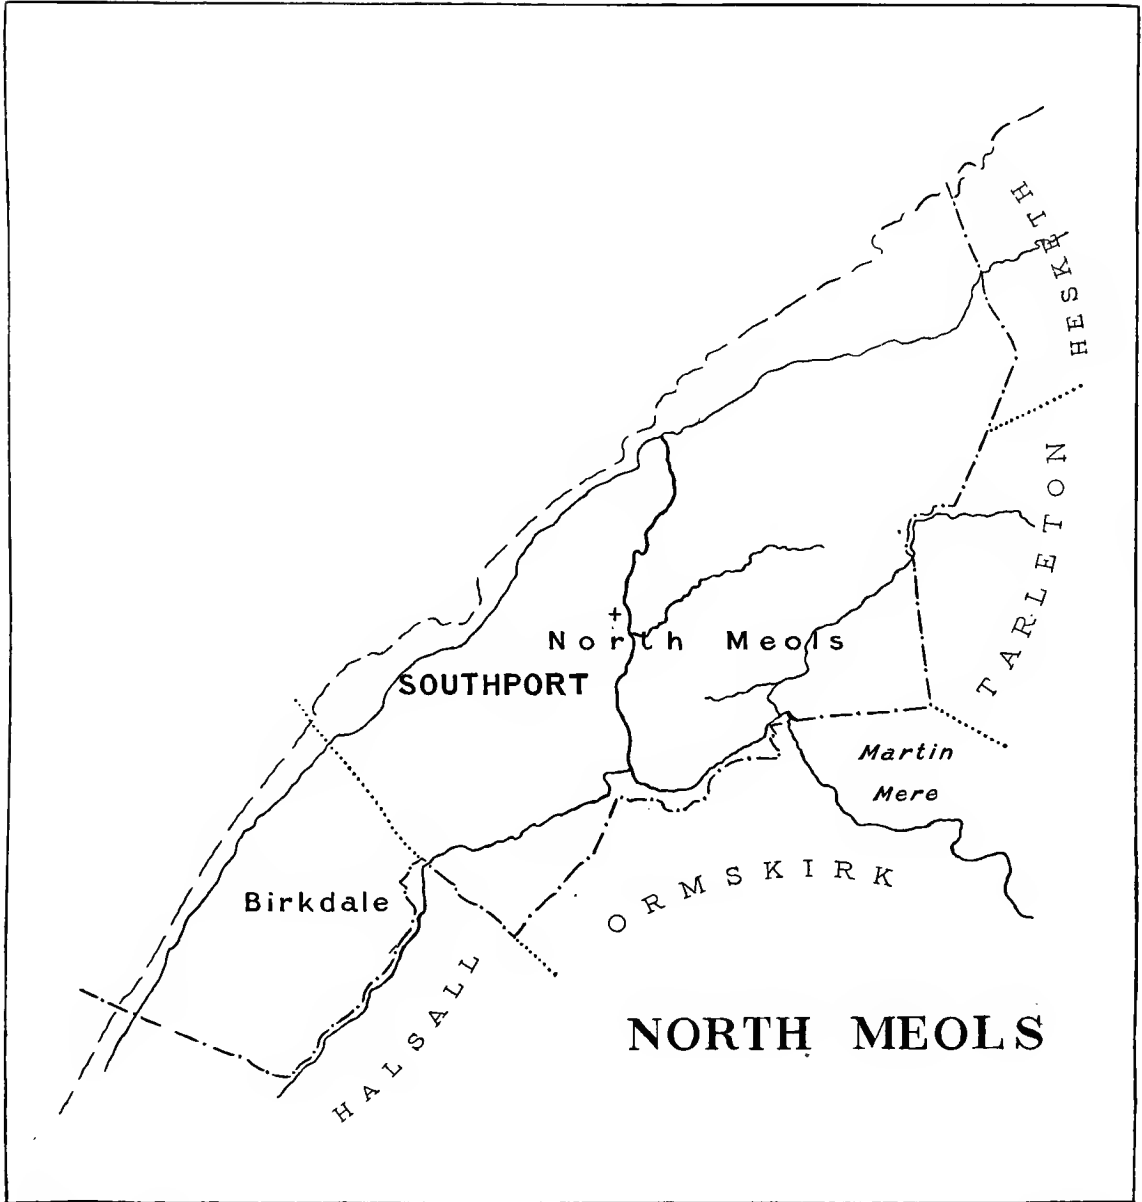 HESKETH
TARLETON
North Meols
SOUTHPORT
Martin
Mere
ORMSKIRK
Birkdale
HALSALL
NORTH MEOLS